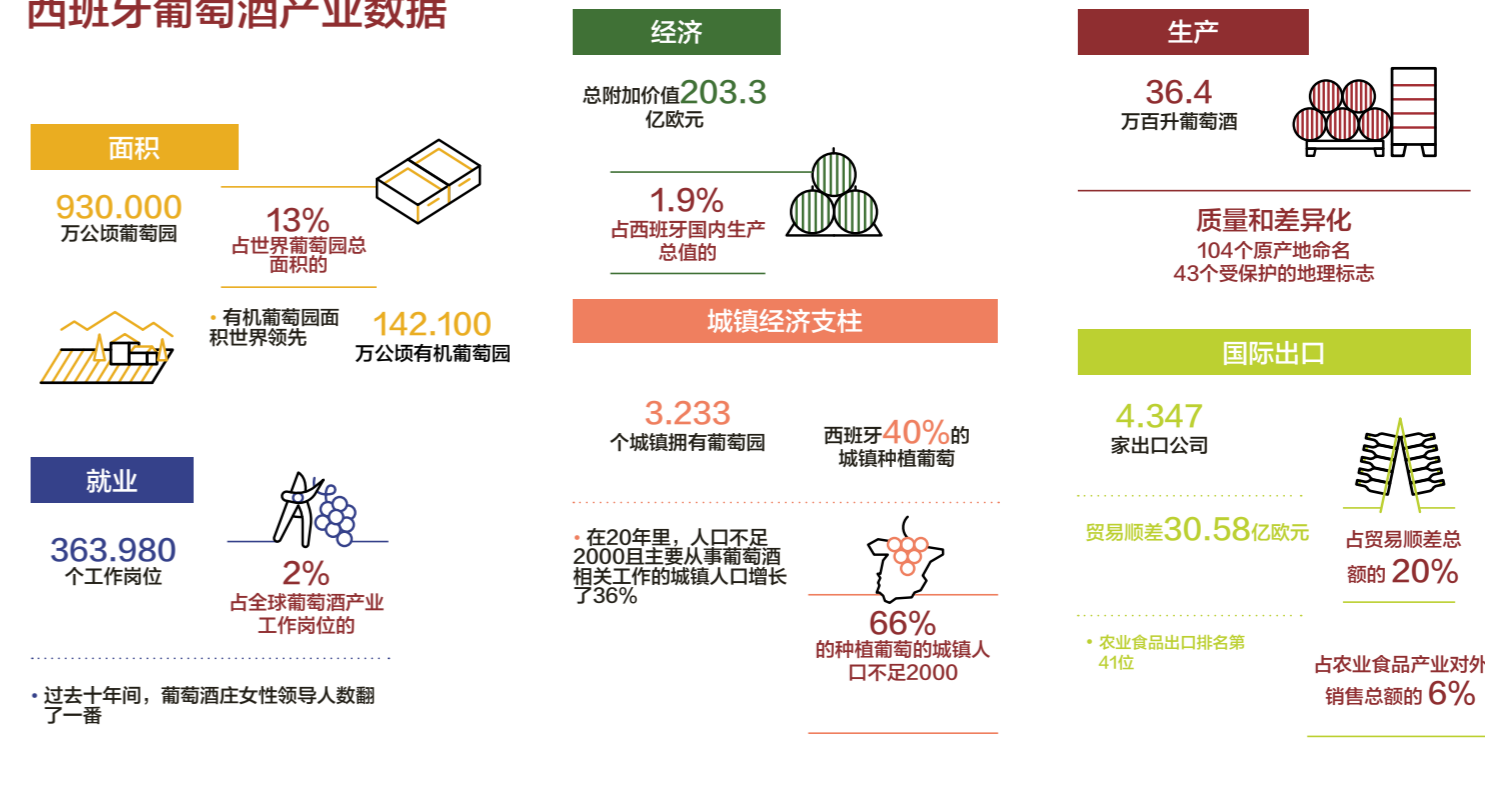 西班牙葡萄酒产业数据
面积
930.000
万公顷葡萄园
13%
占世界葡萄园总
面积的
• 有机葡萄园面
积世界领先
142.100
万公顷有机葡萄园
就业
363.980
个工作岗位
2%
占全球葡萄酒产业
工作岗位的
• 过去十年间，葡萄酒庄女性领导人数翻
了一番
经济
总附加价值203.3
亿欧元
1.9%
占西班牙国内生产
总值的
城镇经济支柱
3.233
个城镇拥有葡萄园
西班牙40%的
城镇种植葡萄
• 在20年里，人口不足
2000且主要从事葡萄酒
相关工作的城镇人口增长
了36%
66%
的种植葡萄的城镇人
口不足2000
生产
36.4
万百升葡萄酒
质量和差异化
104个原产地命名
43个受保护的地理标志
国际出口
4.347
家出口公司
贸易顺差30.58亿欧元
占贸易顺差总
额的 20%
• 农业食品出口排名第
41位
占农业食品产业对外
销售总额的 6%